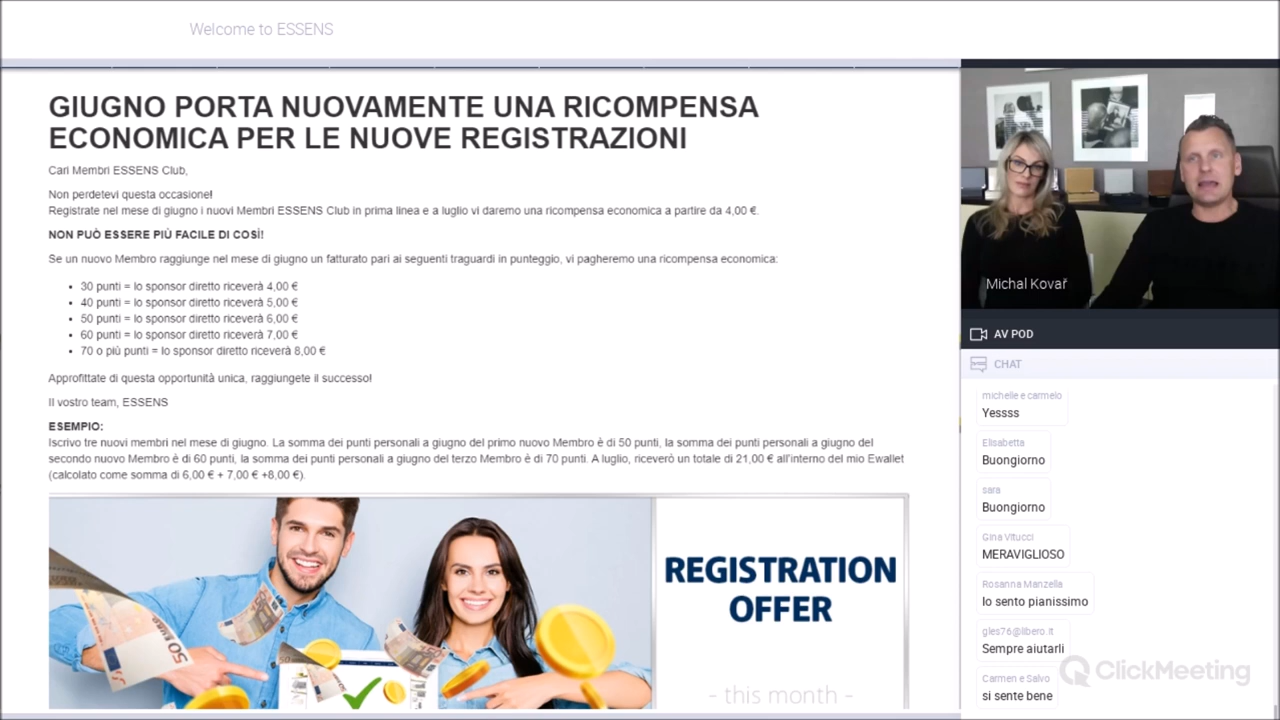 Welcome to ESSENS
GIUGNO PORTA NUOVAMENTE UNA RICOMPENSA
ECONOMICA PER LE NUOVE REGISTRAZIONI
Cari Membri ESSENS Club,
Non perdetevi questa occasione!
Registrate nel mese di giugno i nuovi Membri ESSENS Club in prima linea e a luglio vi daremo una ricompensa economica a partire da 4,00 €.
NON PUÒ ESSERE PIÙ FACILE DI COSÌ!
Se un nuovo Membro raggiunge nel mese di giugno un fatturato pari ai seguenti traguardi in punteggio, vi pagheremo una ricompensa economica:
• 30 punti = lo sponsor diretto riceverà 4,00 €
• 40 punti = lo sponsor diretto riceverà 5,00 €
• 50 punti = lo sponsor diretto riceverà 6,00 €
• 60 punti = lo sponsor diretto riceverà 7,00 €
• 70 o più punti = lo sponsor diretto riceverà 8,00 €
Approfittate di questa opportunità unica, raggiungete il successo!
Il vostro team, ESSENS
ESEMPIO:
Iscrivo tre nuovi membri nel mese di giugno. La somma dei punti personali a giugno del primo nuovo Membro è di 50 punti, la somma dei punti personali a giugno del
secondo nuovo Membro è di 60 punti, la somma dei punti personali a giugno del terzo Membro è di 70 punti. A luglio, riceverò un totale di 21,00 € all'interno del mio Ewallet
(calcolato come somma di 6,00 € + 7,00 € +8,00 €).
50
50
REGISTRATION
OFFER
- this month -
Michal Kovař
AV POD
CHAT
michelle e carmelo
Yessss
Elisabetta
Buongiorno
sara
Buongiorno
Gina Vitucci
MERAVIGLIOSO
Rosanna Manzella
Io sento pianissimo
gles76@libero.it
Sempre aiutarli
Carmen e Salvo
si sente bene
ClickMeeting